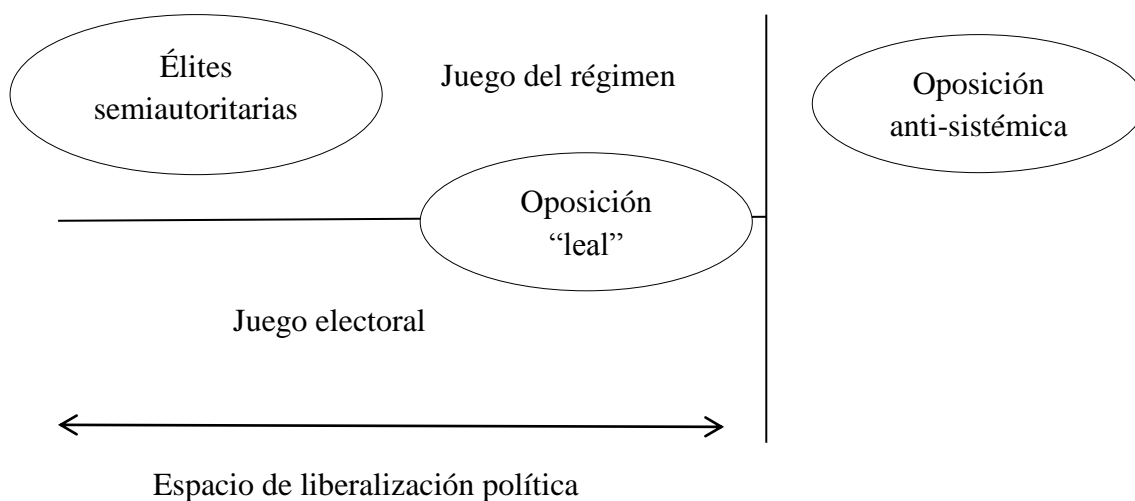 Élites
semiautoritarias
Juego del régimen
Oposición
anti-sistémica
Oposición
“leal”
Juego electoral
Espacio de liberalización política